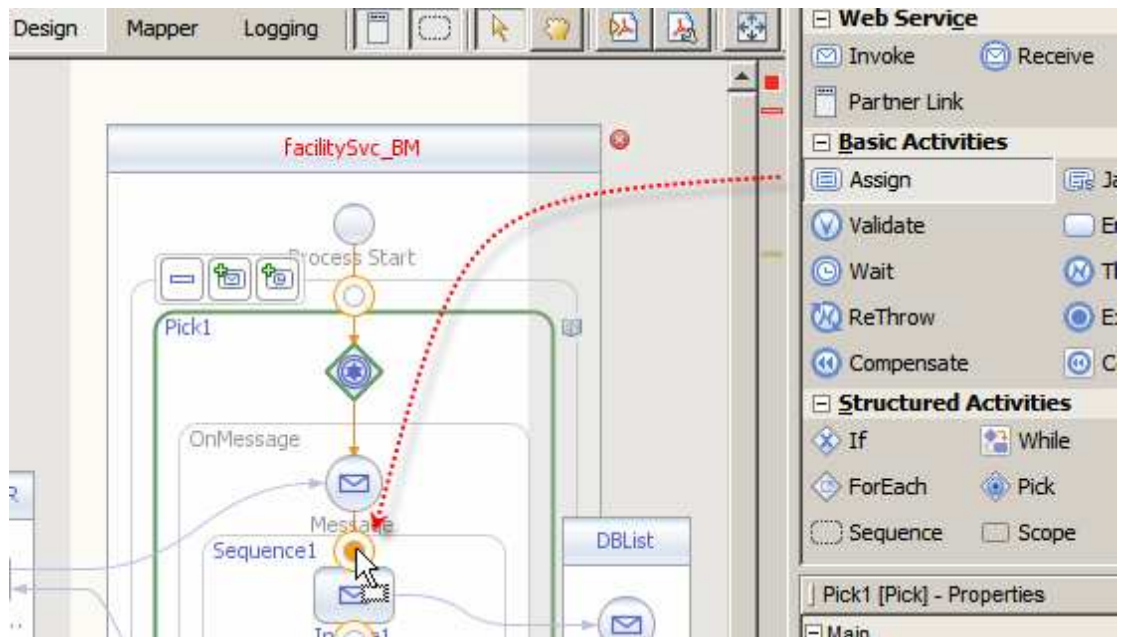 Design Mapper Logging
facilitySvc_BM
Process Start
Pick1
OnMessage
Message
Sequence1
DBList
R
Web Service
Invoke Receive
Partner Link
Basic Activities
Assign
Validate
Wait
ReThrow
Compensate
Structured Activities
If While
ForEach Pick
Sequence Scope
Pick1 [Pick] - Properties
Main